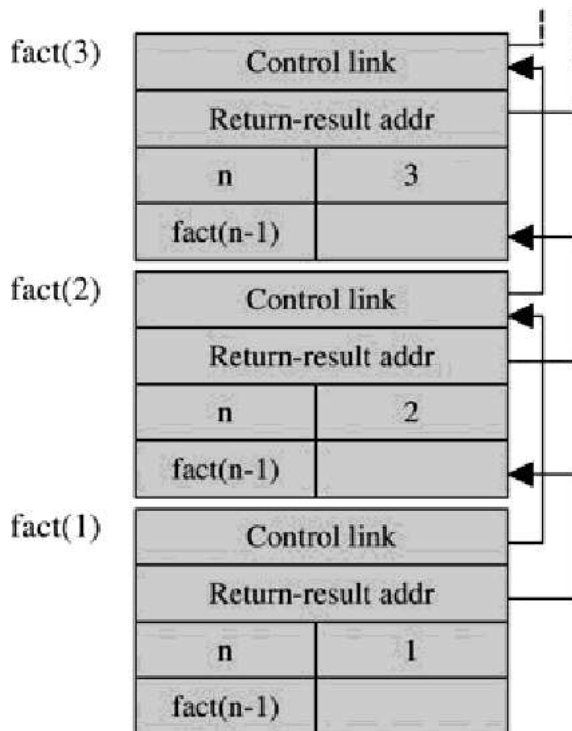 fact(3)
Control link
Return-result addr
n 3
fact(n-1)
fact(2)
Control link
Return-result addr
n 2
fact(n-1)
fact(1)
Control link
Return-result addr
n 1
fact(n-1)